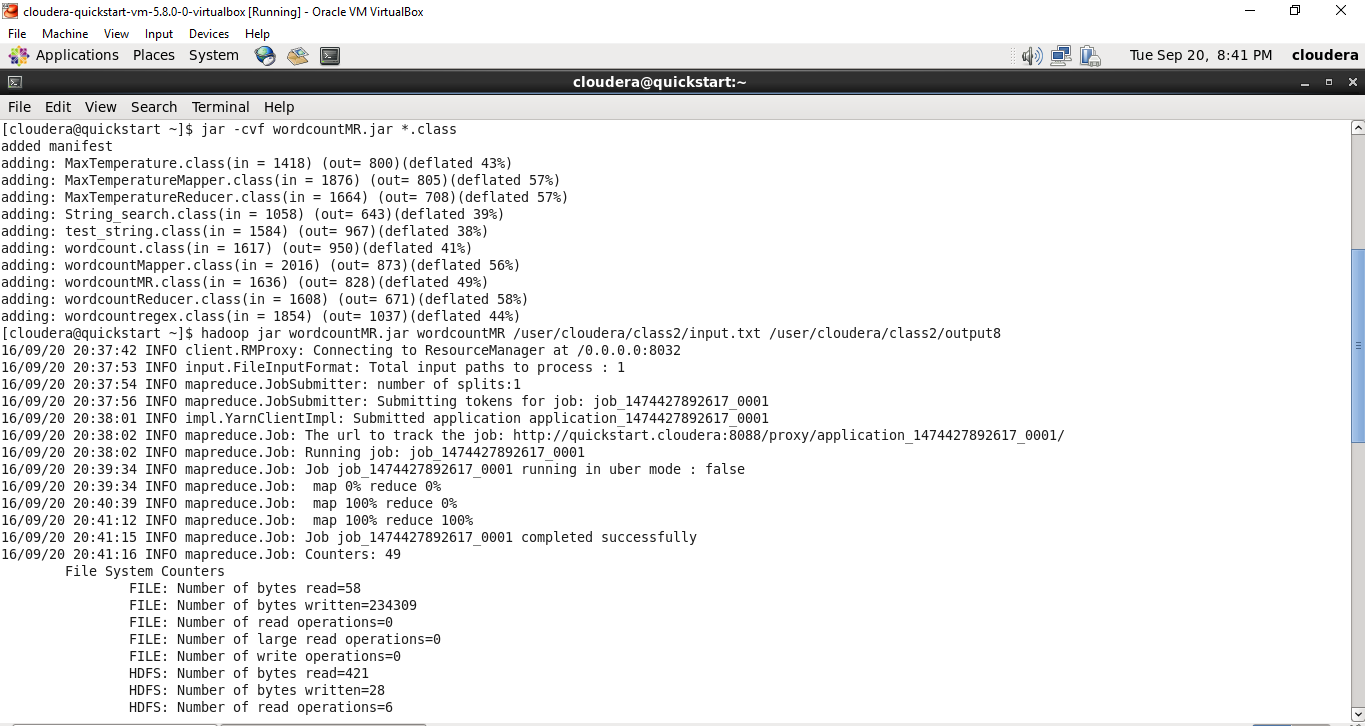 cloudera-quickstart-vm-5.8.0-0-virtualbox [Running] - Oracle VM VirtualBox
File Machine View Input Devices Help
Applications Places System Tue Sep 20, 8:41 PM cloudera
cloudera@quickstart:~
File Edit View Search Terminal Help
[cloudera@quickstart ~]$ jar -cvf wordcountMR.jar *.class
added manifest
adding: MaxTemperature.class(in = 1418) (out= 800)(deflated 43%)
adding: MaxTemperatureMapper.class(in = 1876) (out= 805)(deflated 57%)
adding: MaxTemperatureReducer.class(in = 1664) (out= 708)(deflated 57%)
adding: String_search.class(in = 1058) (out= 643)(deflated 39%)
adding: test_string.class(in = 1584) (out= 967)(deflated 38%)
adding: wordcount.class(in = 1617) (out= 950)(deflated 41%)
adding: wordcountMapper.class(in = 2016) (out= 873)(deflated 56%)
adding: wordcountMR.class(in = 1636) (out= 828)(deflated 49%)
adding: wordcountReducer.class(in = 1608) (out= 671)(deflated 58%)
adding: wordcountregex.class(in = 1854) (out= 1037)(deflated 44%)
[cloudera@quickstart ~]$ hadoop jar wordcountMR.jar wordcountMR /user/cloudera/class2/input.txt /user/cloudera/class2/output8
16/09/20 20:37:42 INFO client.RMProxy: Connecting to ResourceManager at /0.0.0.0:8032
16/09/20 20:37:53 INFO input.FileInputFormat: Total input paths to process : 1
16/09/20 20:37:54 INFO mapreduce.JobSubmitter: number of splits:1
16/09/20 20:37:56 INFO mapreduce.JobSubmitter: Submitting tokens for job: job_1474427892617_0001
16/09/20 20:38:01 INFO impl.YarnClientImpl: Submitted application application_1474427892617_0001
16/09/20 20:38:02 INFO mapreduce.Job: The url to track the job: http://quickstart.cloudera:8088/proxy/application_1474427892617_0001/
16/09/20 20:38:02 INFO mapreduce.Job: Running job: job_1474427892617_0001
16/09/20 20:39:34 INFO mapreduce.Job: Job job_1474427892617_0001 running in uber mode : false
16/09/20 20:39:34 INFO mapreduce.Job:  map 0% reduce 0%
16/09/20 20:40:39 INFO mapreduce.Job:  map 100% reduce 0%
16/09/20 20:41:12 INFO mapreduce.Job:  map 100% reduce 100%
16/09/20 20:41:15 INFO mapreduce.Job: Job job_1474427892617_0001 completed successfully
16/09/20 20:41:16 INFO mapreduce.Job: Counters: 49
File System Counters
FILE: Number of bytes read=58
FILE: Number of bytes written=234309
FILE: Number of read operations=0
FILE: Number of large read operations=0
FILE: Number of write operations=0
HDFS: Number of bytes read=421
HDFS: Number of bytes written=28
HDFS: Number of read operations=6